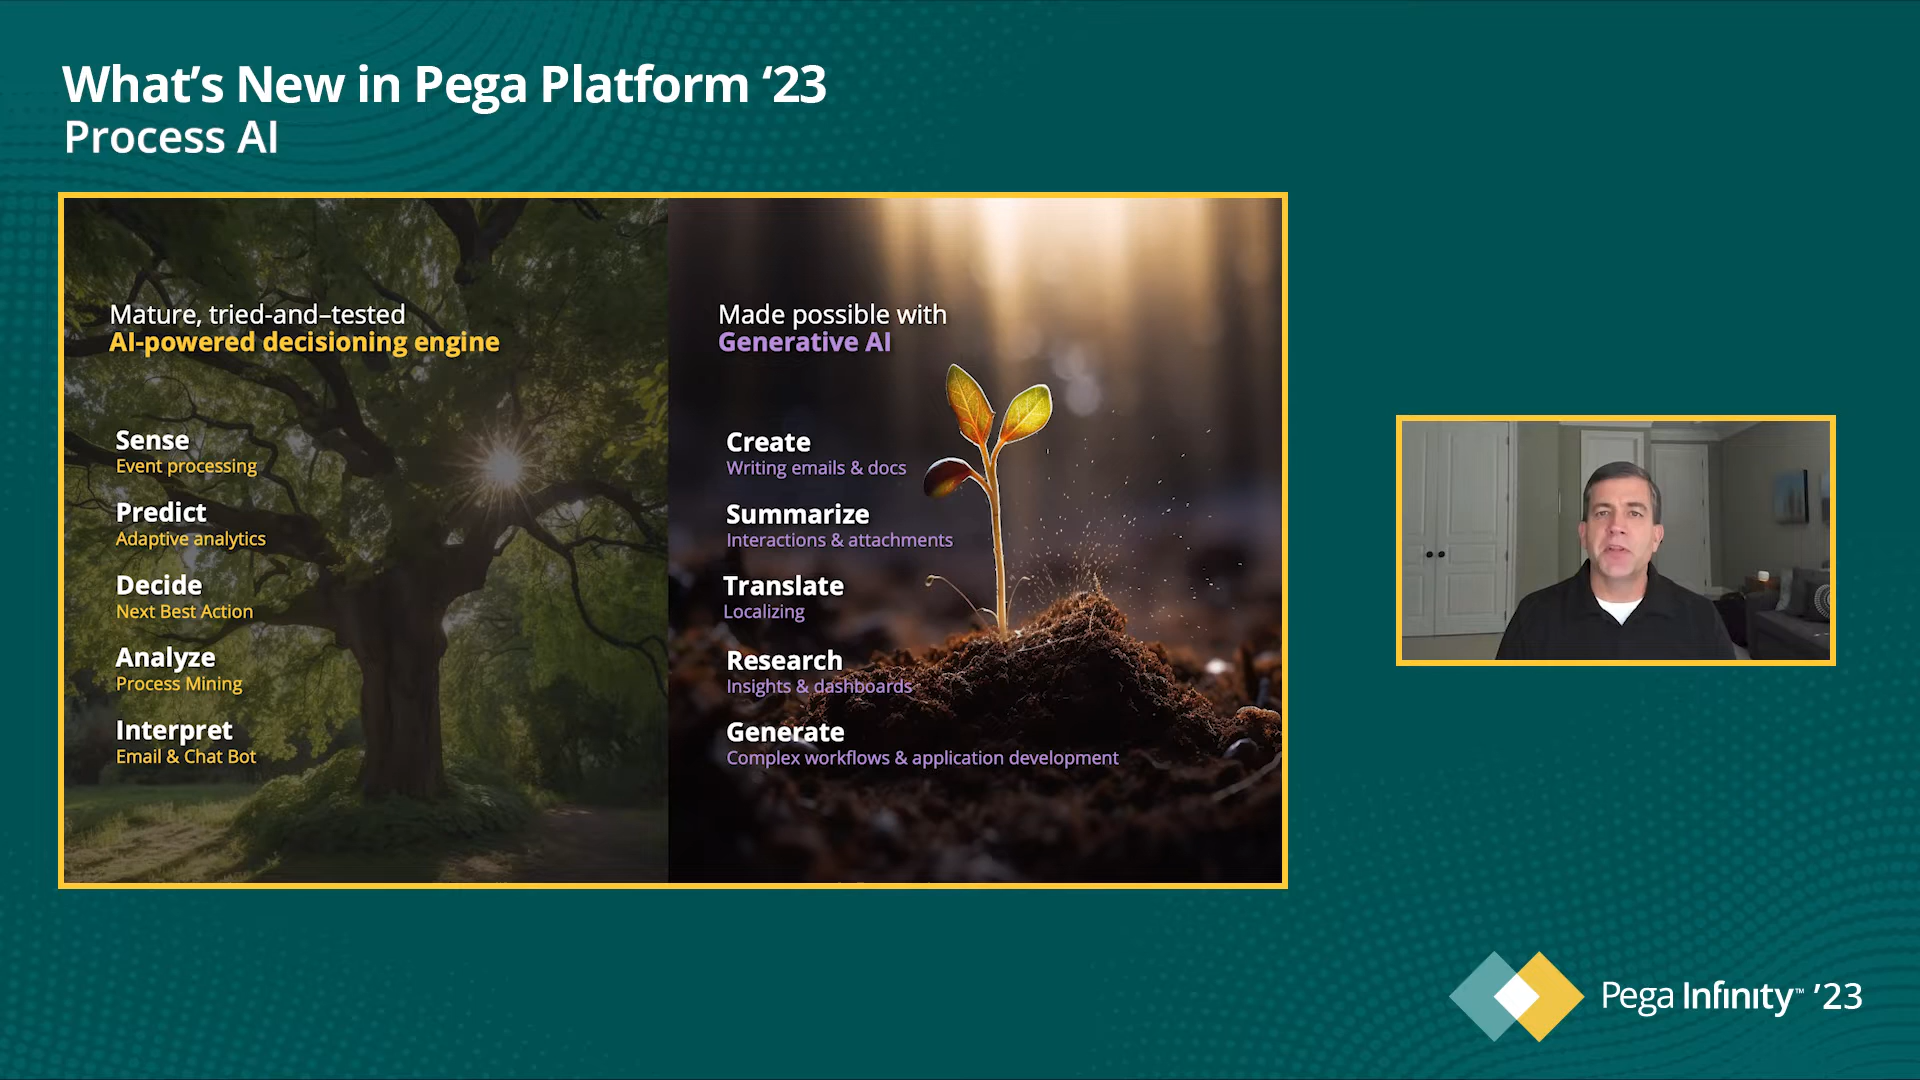 What's New in Pega Platform ‘23
Process AI
Mature, tried-and–tested
AI-powered decisioning engine
Sense
Event processing
Predict
Adaptive analytics
Decide
Next Best Action
Analyze
Process Mining
Interpret
Email & Chat Bot
Made possible with
Generative AI
Create
Writing emails & docs
Summarize
Interactions & attachments
Translate
Localizing
Research
Insights & dashboards
Generate
Complex workflows & application development
Pega Infinity™ ’23